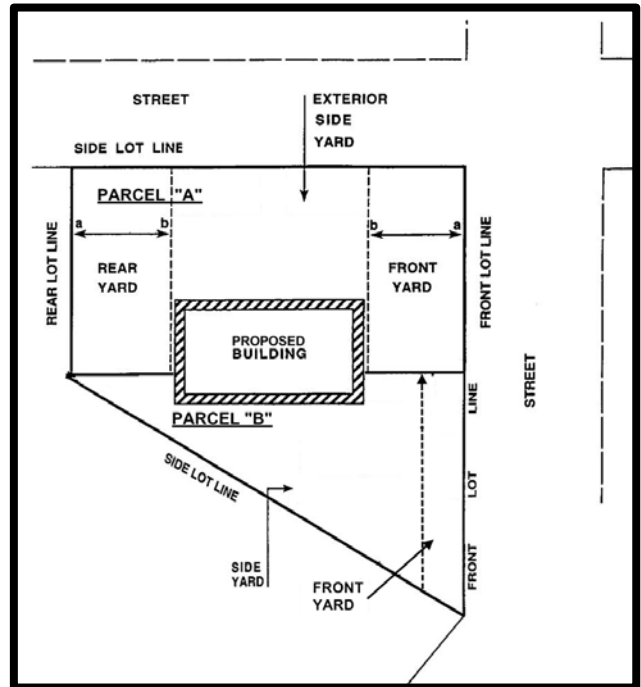 STREET
EXTERIOR
SIDE
YARD
SIDE LOT LINE
PARCEL "A"
a b
b a
REAR LOT LINE
REAR
YARD
FRONT
YARD
FRONT LOT LINE
PROPOSED
BUILDING
STREET
PARCEL "B"
SIDE LOT LINE
FRONT LOT LINE
SIDE
YARD
FRONT
YARD